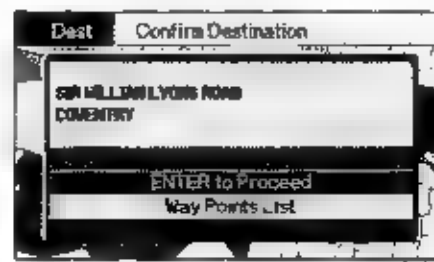 Dest Confirm Destination
SIR WILLIAM LYONS ROAD
COVENTRY
ENTER to Proceed
Way Points List